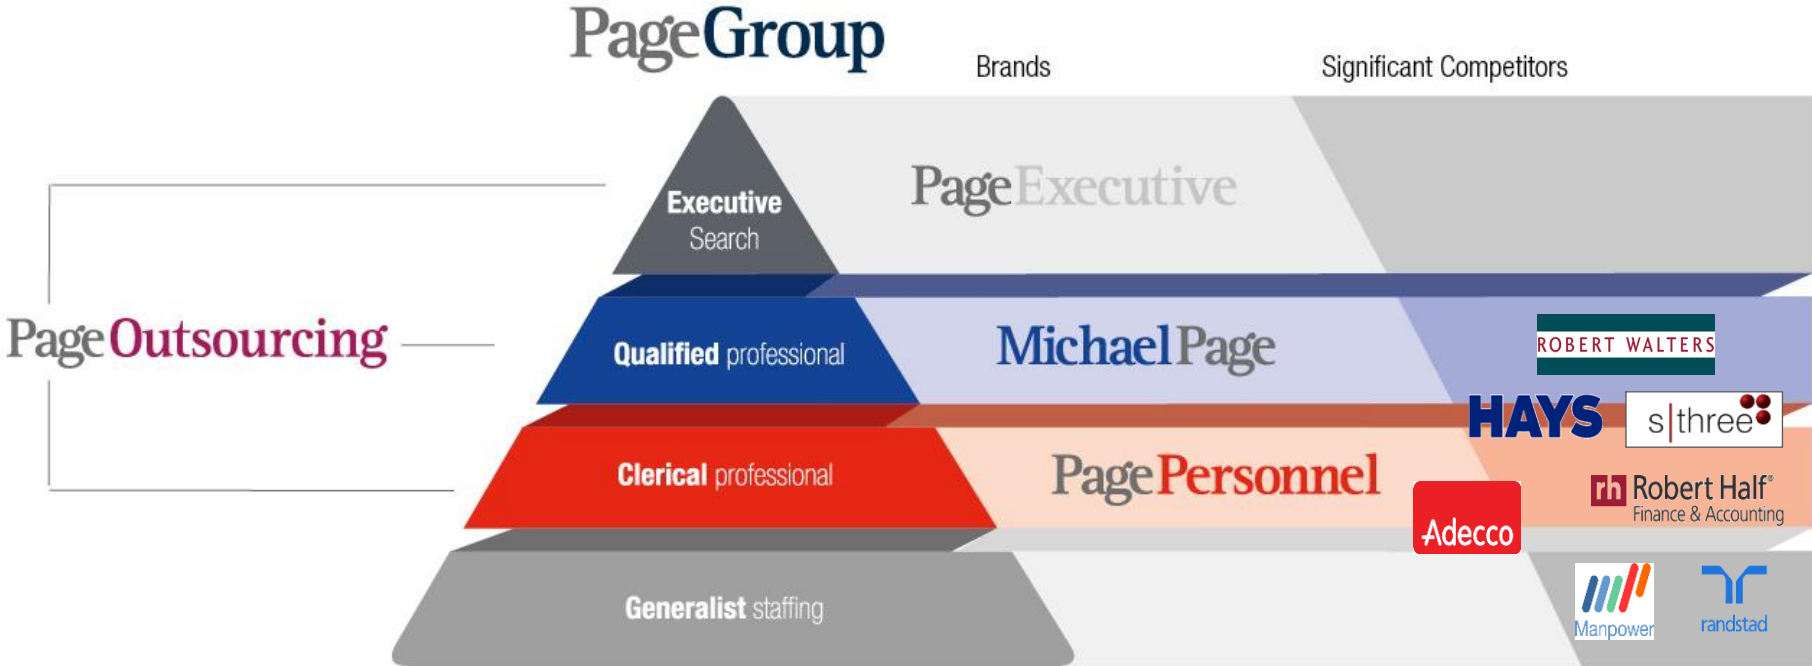 PageGroup
Brands
Significant Competitors
PageExecutive
Executive
Search
PageOutsourcing
Qualified professional
MichaelPage
ROBERT WALTERS
HAYS
s|three
Clerical professional
PagePersonnel
Adecco
rh Robert Half®
Finance & Accounting
Generalist staffing
Manpower
randstad